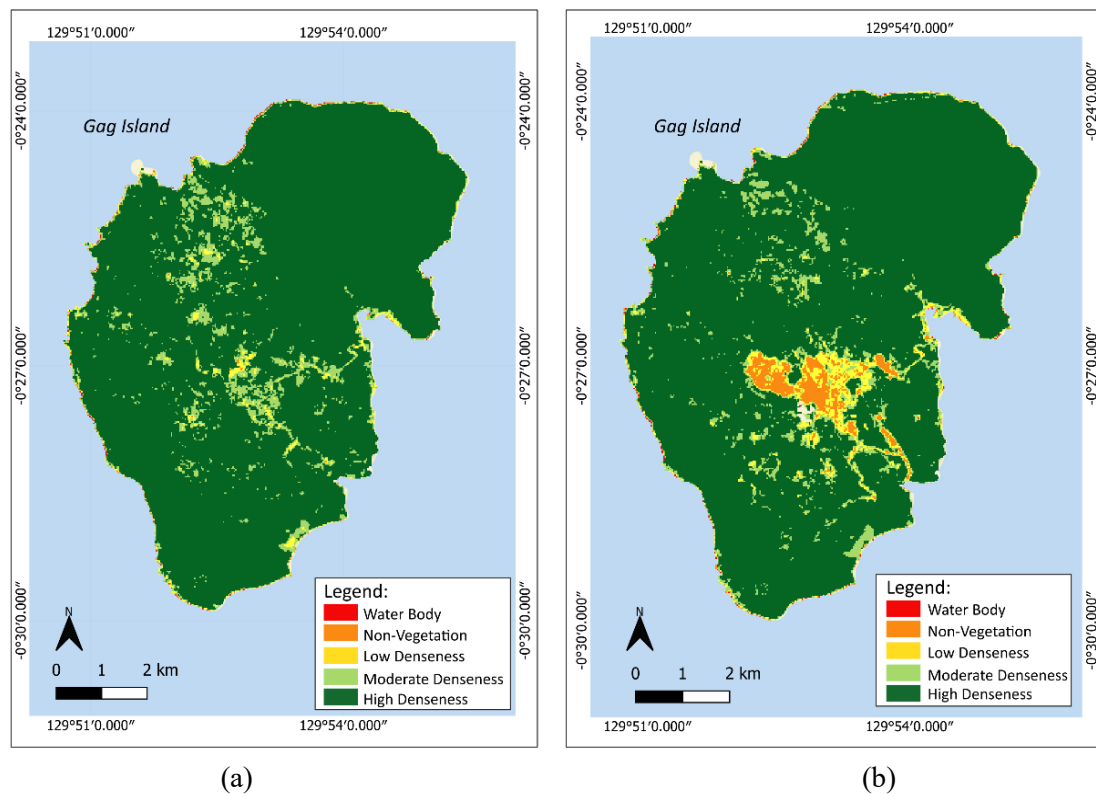 129°51′0.000″ 129°54′0.000″
-0°24′0.000″ -0°24′0.000″
Gag Island
-0°27′0.000″ -0°27′0.000″
-0°30′0.000″ -0°30′0.000″
N
0 1 2 km
Legend:
Water Body
Non-Vegetation
Low Denseness
Moderate Denseness
High Denseness
129°51′0.000″ 129°54′0.000″
(a)
129°51′0.000″ 129°54′0.000″
-0°24′0.000″ -0°24′0.000″
Gag Island
-0°27′0.000″ -0°27′0.000″
-0°30′0.000″ -0°30′0.000″
N
0 1 2 km
Legend:
Water Body
Non-Vegetation
Low Denseness
Moderate Denseness
High Denseness
129°51′0.000″ 129°54′0.000″
(b)